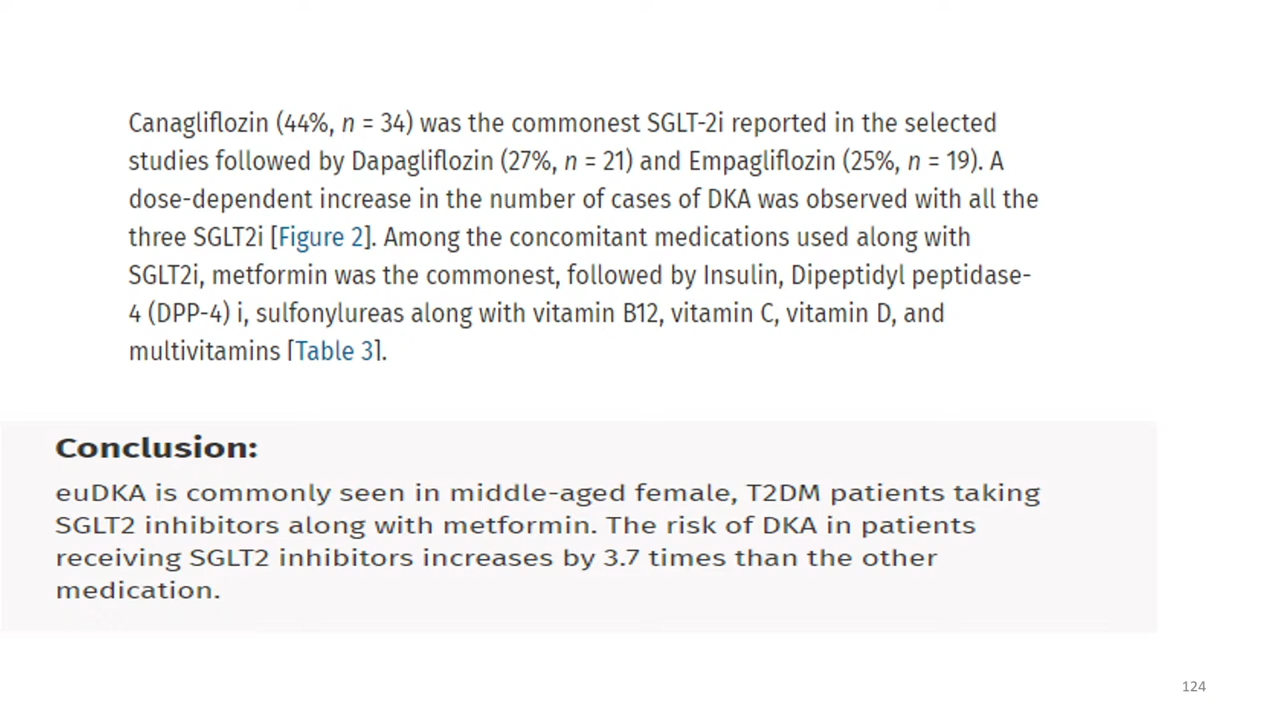 Canagliflozin (44%, n = 34) was the commonest SGLT-2i reported in the selected
studies followed by Dapagliflozin (27%, n = 21) and Empagliflozin (25%, n = 19). A
dose-dependent increase in the number of cases of DKA was observed with all the
three SGLT2i [Figure 2]. Among the concomitant medications used along with
SGLT2i, metformin was the commonest, followed by Insulin, Dipeptidyl peptidase-
4 (DPP-4) i, sulfonylureas along with vitamin B12, vitamin C, vitamin D, and
multivitamins [Table 3].
Conclusion:
euDKA is commonly seen in middle-aged female, T2DM patients taking
SGLT2 inhibitors along with metformin. The risk of DKA in patients
receiving SGLT2 inhibitors increases by 3.7 times than the other
medication.
124